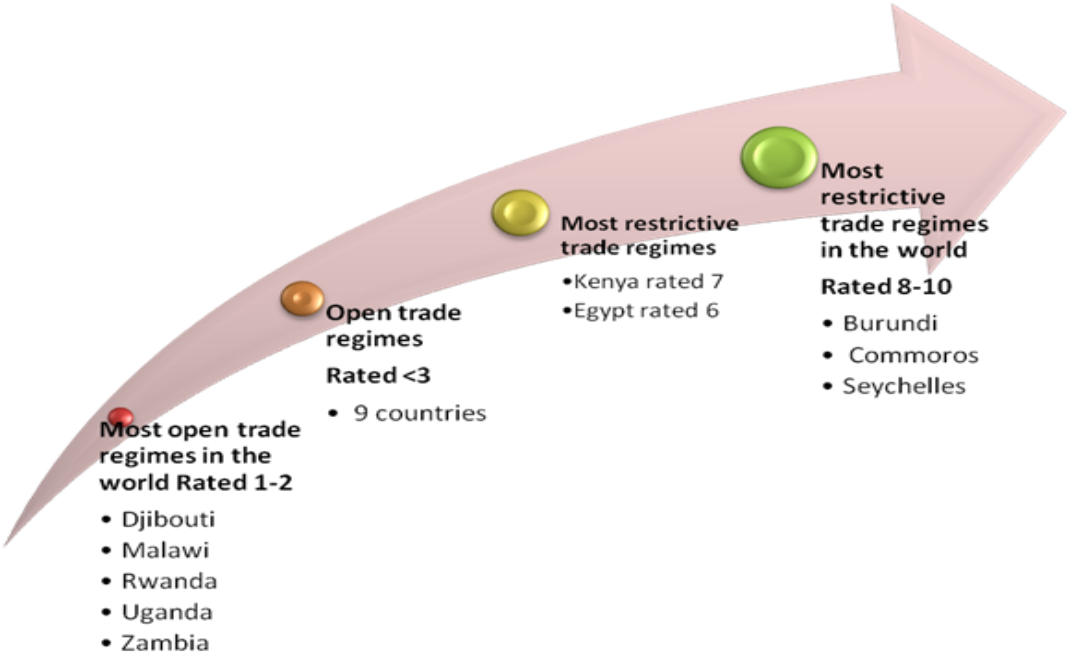 Most open trade
regimes in the
world Rated 1-2
• Djibouti
• Malawi
• Rwanda
• Uganda
• Zambia
Open trade
regimes
Rated <3
• 9 countries
Most restrictive
trade regimes
•Kenya rated 7
•Egypt rated 6
Most
restrictive
trade regimes
in the world
Rated 8-10
• Burundi
• Commoros
• Seychelles